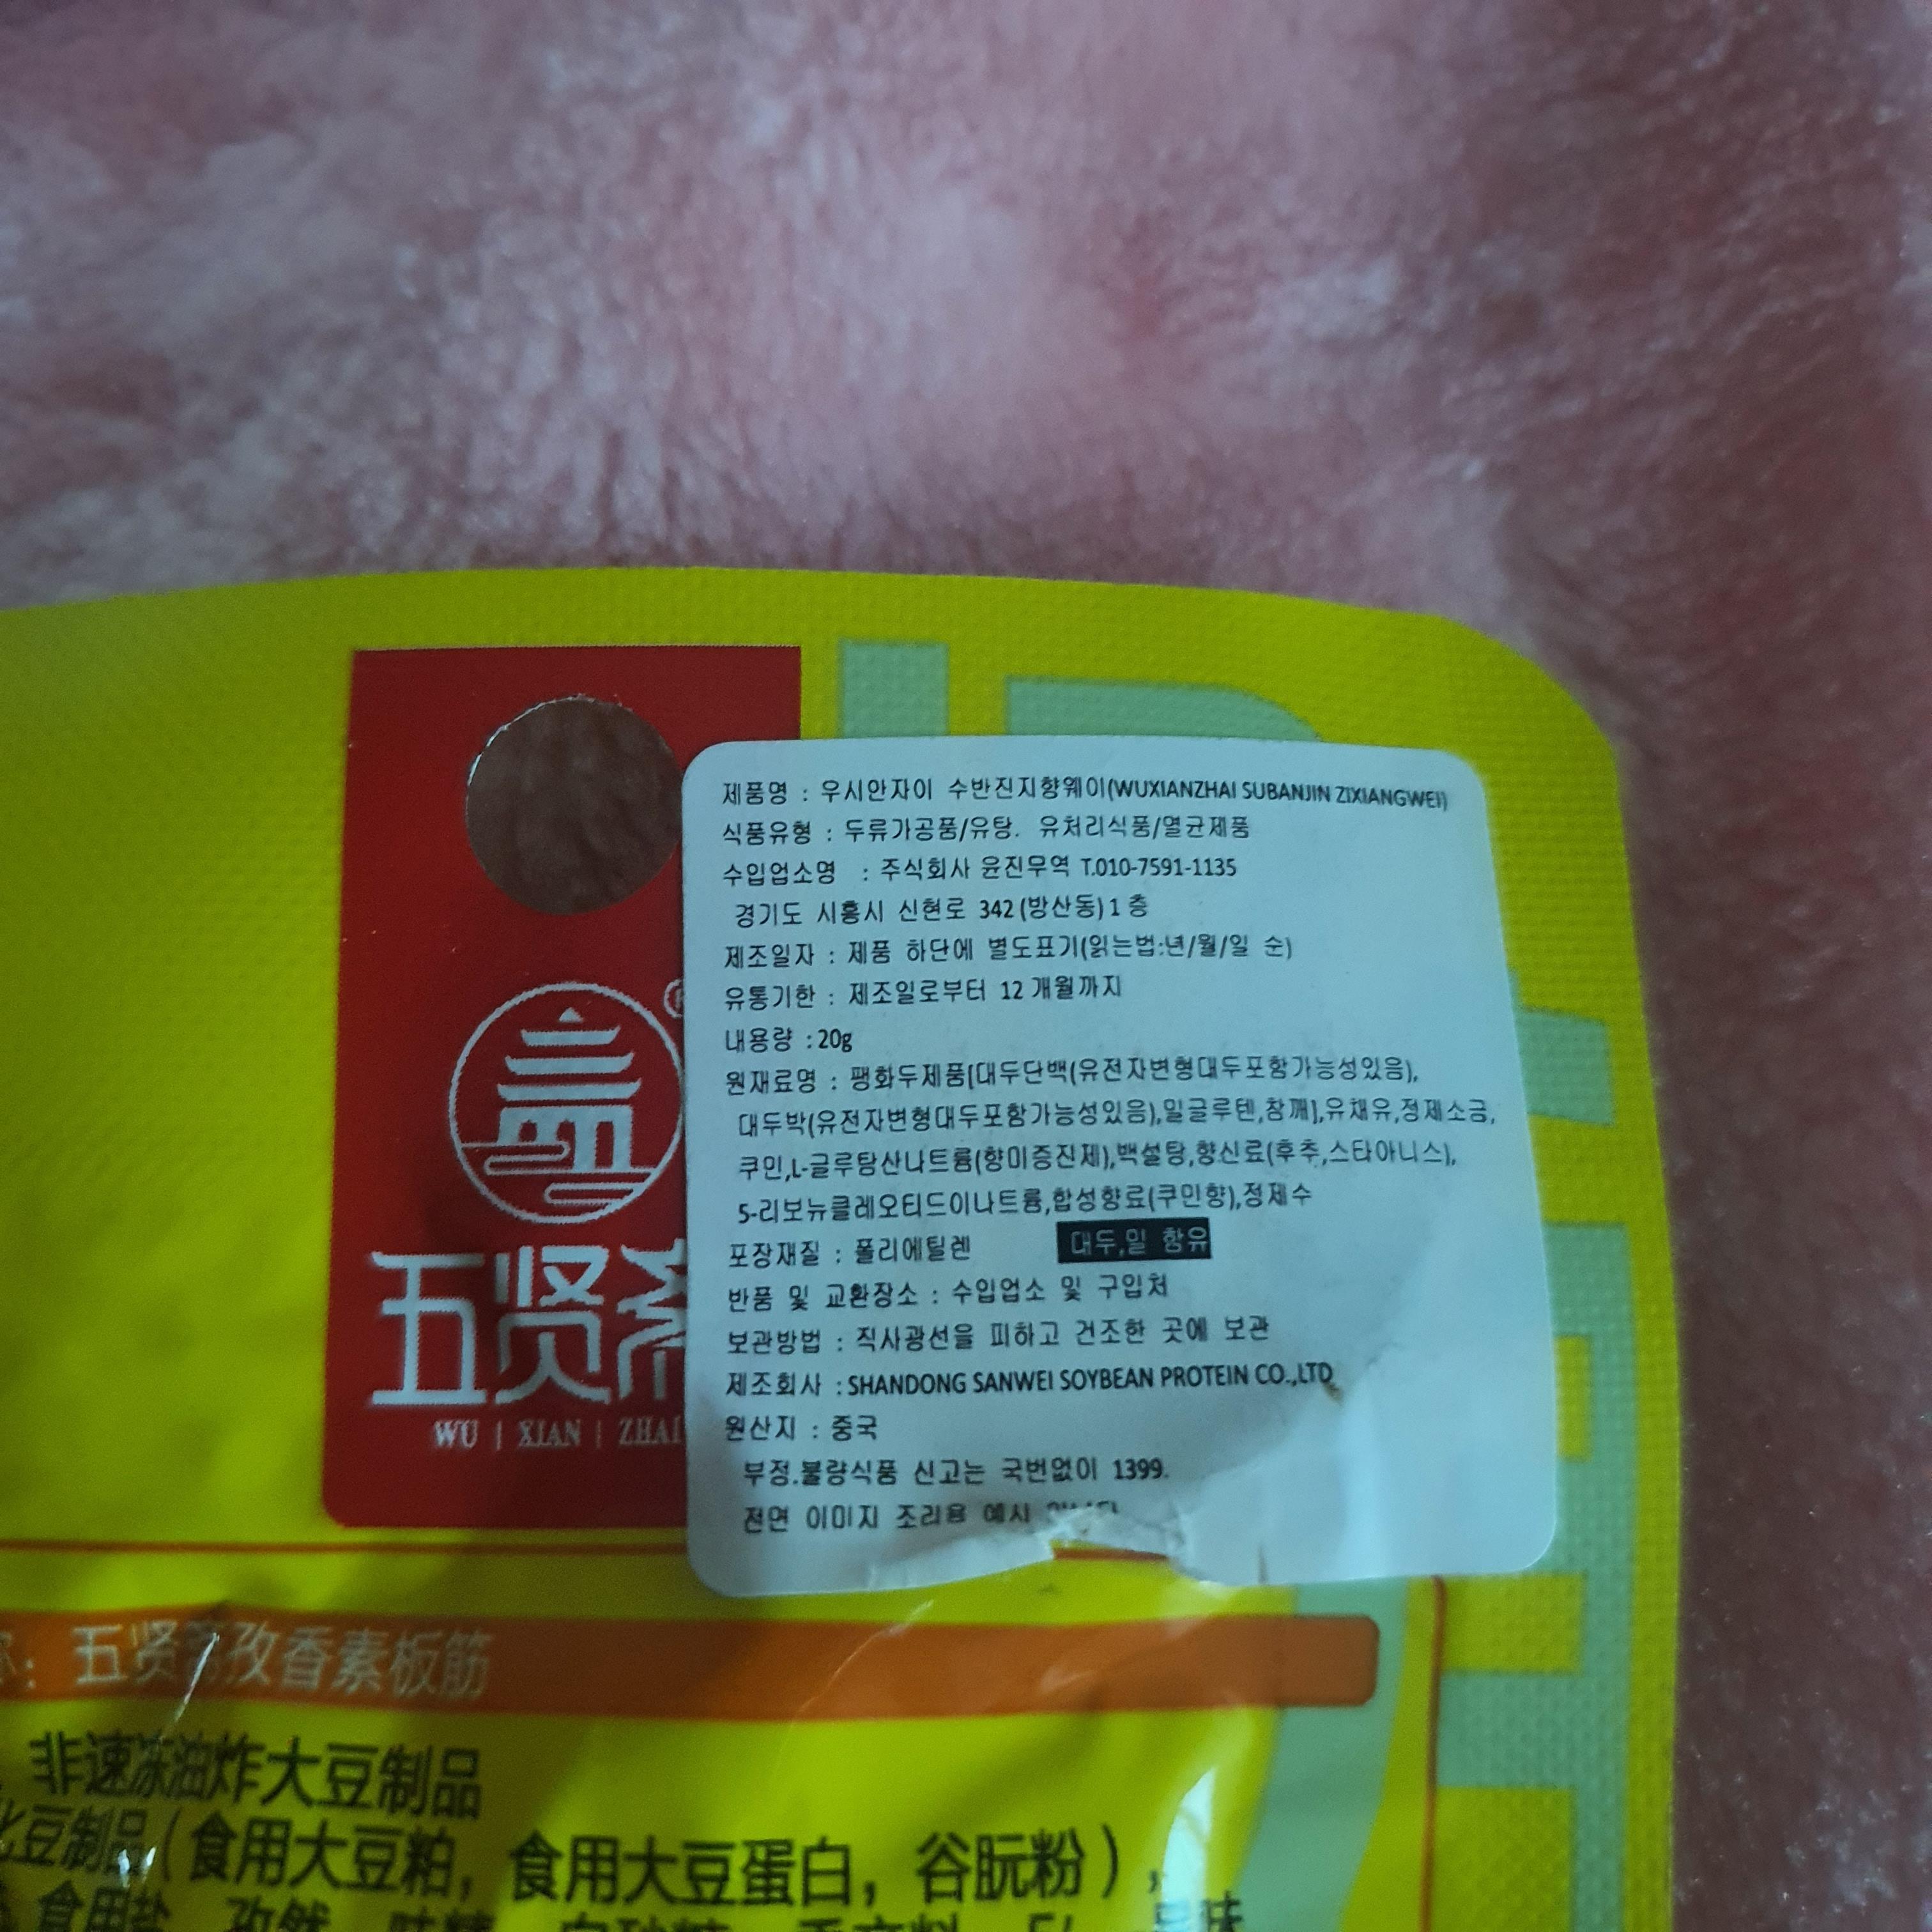 五贤斋
WU | XIAN | ZHAI
제품명 : 우시안자이 수반진지향웨이(WUXIANZHAI SUBANJIN ZIXIANGWEI)
식품유형 : 두류가공품/유탕. 유처리식품/멸균제품
수입업소명 : 주식회사 윤진무역 T.010-7591-1135
경기도 시흥시 신현로 342(방산동)1층
제조일자 : 제품 하단에 별도표기(읽는법:년/월/일 순)
유통기한 : 제조일로부터 12개월까지
내용량 :20g
원재료명 : 팽화두제품[대두단백(유전자변형대두포함가능성있음),
대두박(유전자변형대두포함가능성있음),밀글루텐,참깨],유채유,정제소금,
쿠민,L-글루탐산나트륨(향미증진제),백설탕,향신료(후추,스타아니스),
5-리보뉴클레오티드이나트륨,합성향료(쿠민향),정제수
포장재질 : 폴리에틸렌 대두,밀 함유
반품 및 교환장소 : 수입업소 및 구입처
보관방법 : 직사광선을 피하고 건조한 곳에 보관
제조회사 :SHANDONG SANWEI SOYBEAN PROTEIN CO.,LTD
원산지 : 중국
부정.불량식품 신고는 국번없이 1399.
전면 이미지 조리용 예시
五贤斋孜香素板筋
非速冻油炸大豆制品
豆制品(食用大豆粕，食用大豆蛋白，谷朊粉)，
食用盐